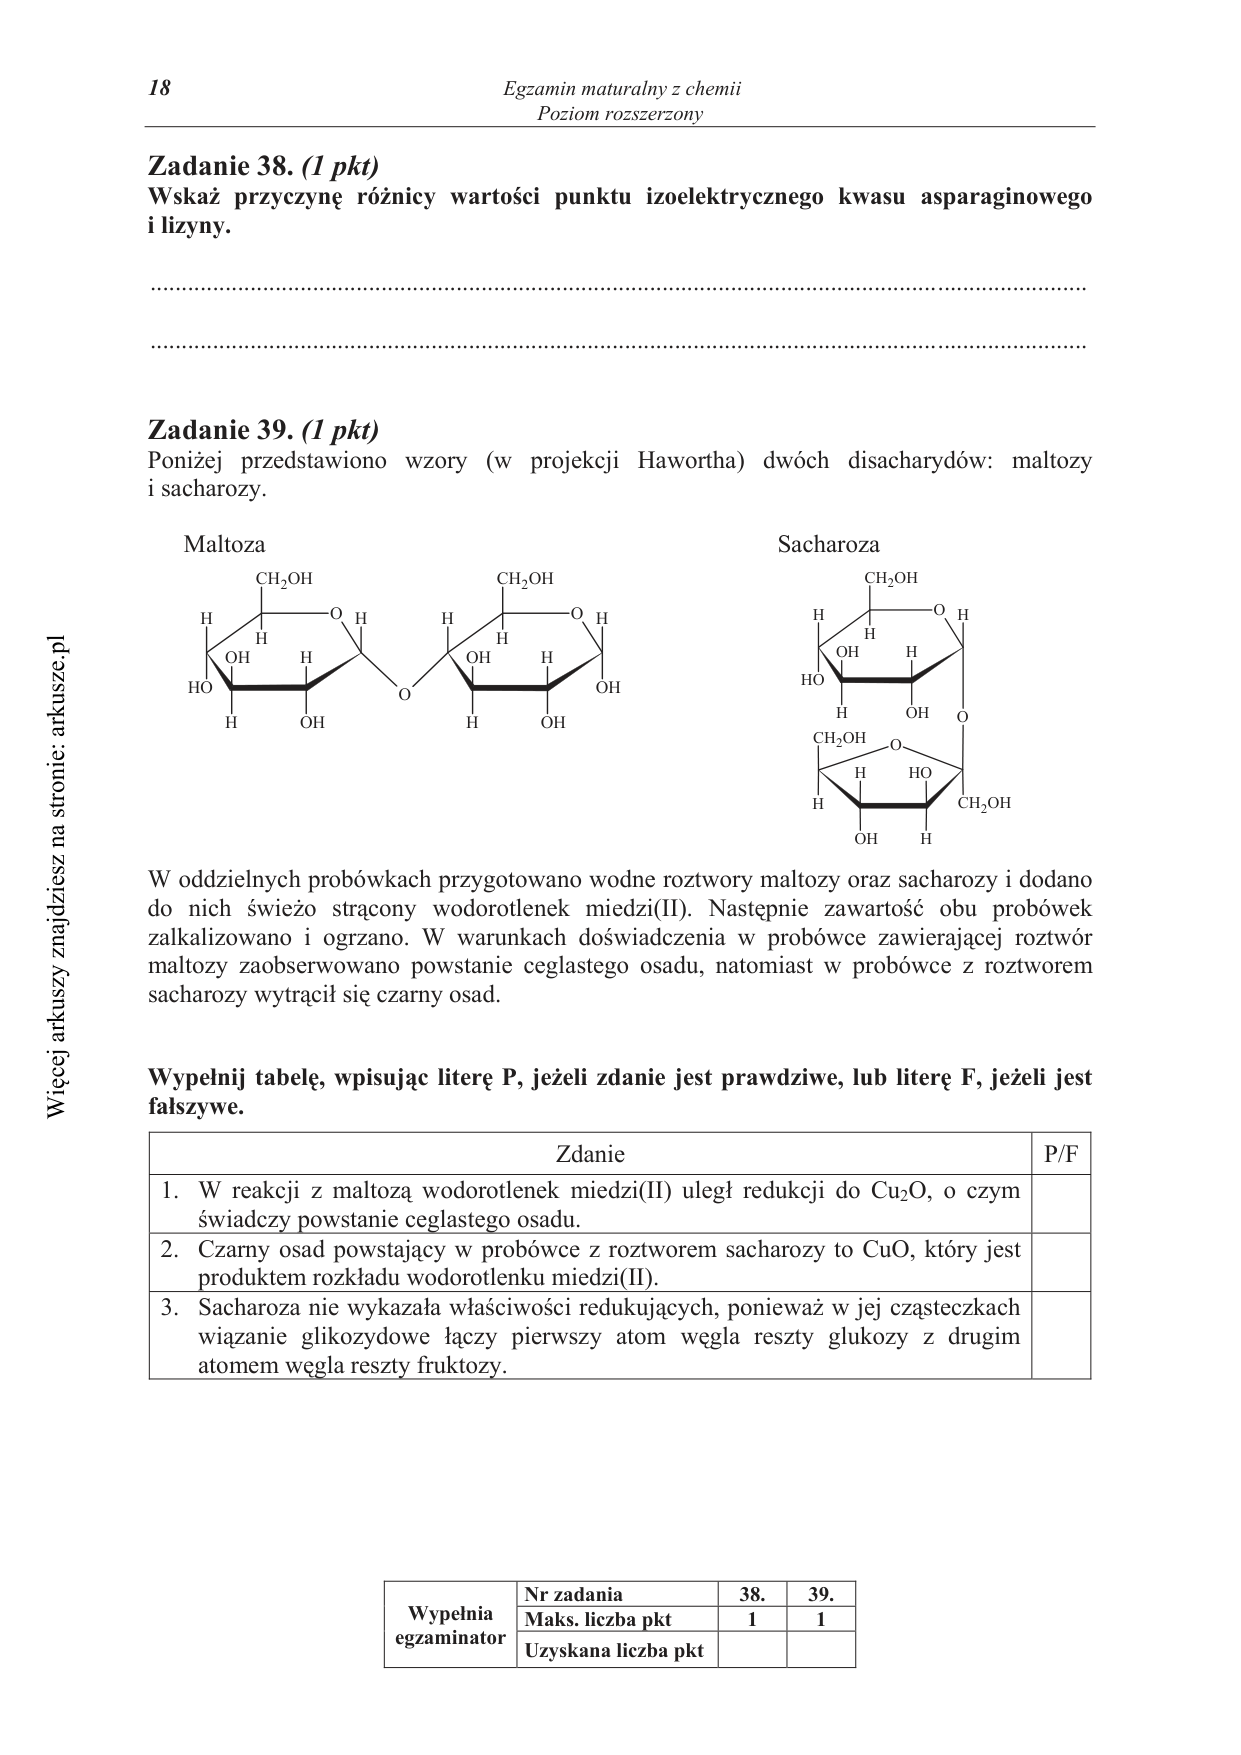 18
Egzamin maturalny z chemii
Poziom rozszerzony
Zadanie 38. (1 pkt)
Wskaż przyczynę różnicy wartości punktu izoelektrycznego kwasu asparaginowego
i lizyny.
Zadanie 39. (1 pkt)
Poniżej przedstawiono wzory (w projekcji Hawortha) dwóch disacharydów: maltozy
i sacharozy.
Maltoza
Sacharoza
CH₂OH
CH₂OH
H
O
H
H
O
H
H
H
OH
H
OH
H
HO
O
OH
H
OH
H
OH
CH₂OH
H
O
H
H
OH
H
HO
H
OH
O
CH₂OH
O
H
HO
H
CH₂OH
OH
H
W oddzielnych probówkach przygotowano wodne roztwory maltozy oraz sacharozy i dodano
do nich świeżo strącony wodorotlenek miedzi(II). Następnie zawartość obu probówek
zalkalizowano i ogrzano. W warunkach doświadczenia w probówce zawierającej roztwór
maltozy zaobserwowano powstanie ceglastego osadu, natomiast w probówce z roztworem
sacharozy wytrącił się czarny osad.
Wypełnij tabelę, wpisując literę P, jeżeli zdanie jest prawdziwe, lub literę F, jeżeli jest
fałszywe.
Zdanie
P/F
1. W reakcji z maltozą wodorotlenek miedzi(II) uległ redukcji do Cu₂O, o czym
świadczy powstanie ceglastego osadu.
2. Czarny osad powstający w probówce z roztworem sacharozy to CuO, który jest
produktem rozkładu wodorotlenku miedzi(II).
3. Sacharoza nie wykazała właściwości redukujących, ponieważ w jej cząsteczkach
wiązanie glikozydowe łączy pierwszy atom węgla reszty glukozy z drugim
atomem węgla reszty fruktozy.
Wypełnia
egzaminator
Nr zadania 38. 39.
Maks. liczba pkt 1 1
Uzyskana liczba pkt
Więcej arkuszy znajdziesz na stronie: arkusze.pl